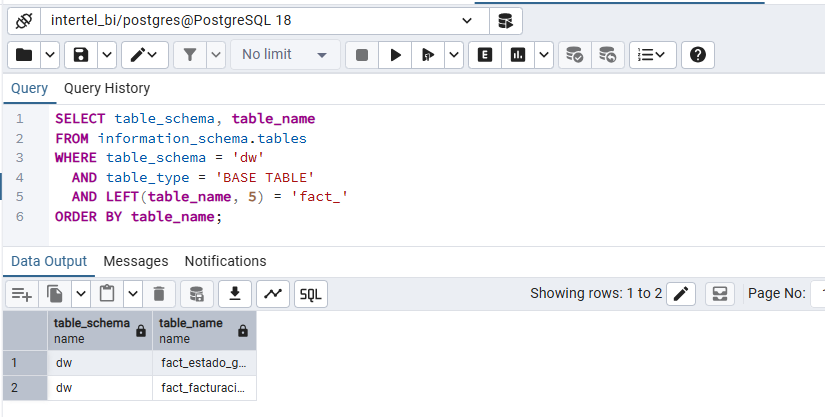 intertel_bi/postgres@PostgreSQL 18
No limit
E
Query Query History
1 SELECT table_schema, table_name
2 FROM information_schema.tables
3 WHERE table_schema = 'dw'
4 AND table_type = 'BASE TABLE'
5 AND LEFT(table_name, 5) = 'fact_'
6 ORDER BY table_name;
Data Output Messages Notifications
SQL Showing rows: 1 to 2 Page No:
table_schema table_name
name name
1 dw fact_estado_g...
2 dw fact_facturaci...